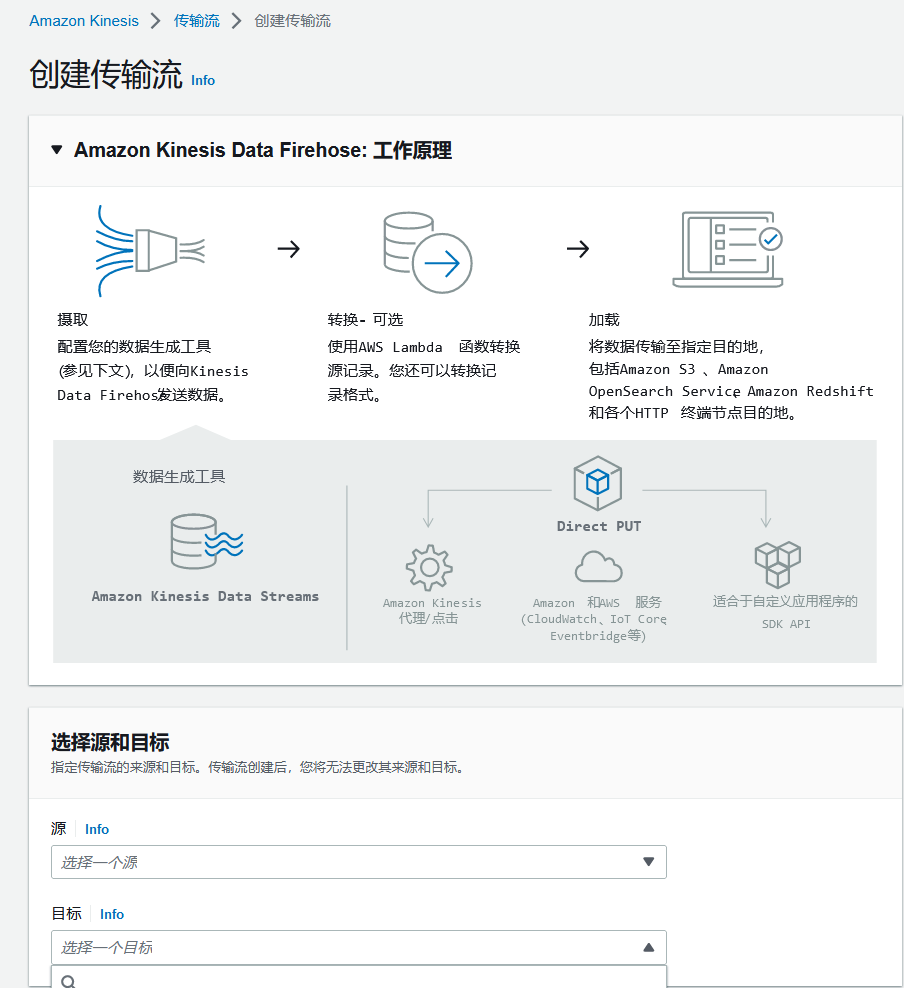 Amazon Kinesis > 传输流 > 创建传输流
创建传输流 Info
Amazon Kinesis Data Firehose: 工作原理
摄取
配置您的数据生成工具
(参见下文)，以便向Kinesis
Data Firehos发送数据。
转换- 可选
使用AWS Lambda 函数转换
源记录。您还可以转换记
录格式。
加载
将数据传输至指定目的地，
包括Amazon S3 、Amazon
OpenSearch Service、Amazon Redshift
和各个HTTP 终端节点目的地。
数据生成工具
Amazon Kinesis Data Streams
Direct PUT
Amazon Kinesis
代理/点击
Amazon 和AWS 服务
(CloudWatch、IoT Core、
Eventbridge等)
适合于自定义应用程序的
SDK API
选择源和目标
指定传输流的来源和目标。传输流创建后，您将无法更改其来源和目标。
源 Info
选择一个源
目标 Info
选择一个目标